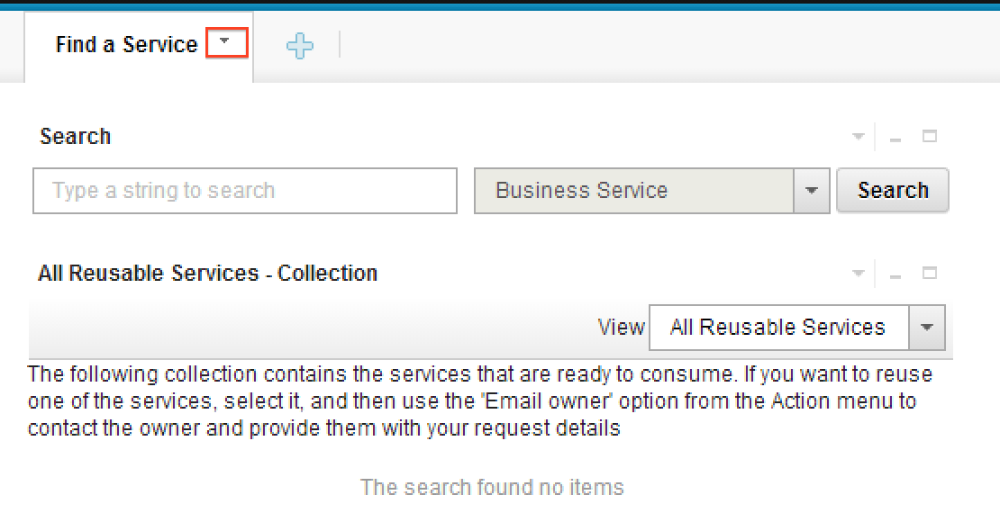 Find a Service
Search
Type a string to search
Business Service
Search
All Reusable Services - Collection
View All Reusable Services
The following collection contains the services that are ready to consume. If you want to reuse
one of the services, select it, and then use the 'Email owner' option from the Action menu to
contact the owner and provide them with your request details
The search found no items